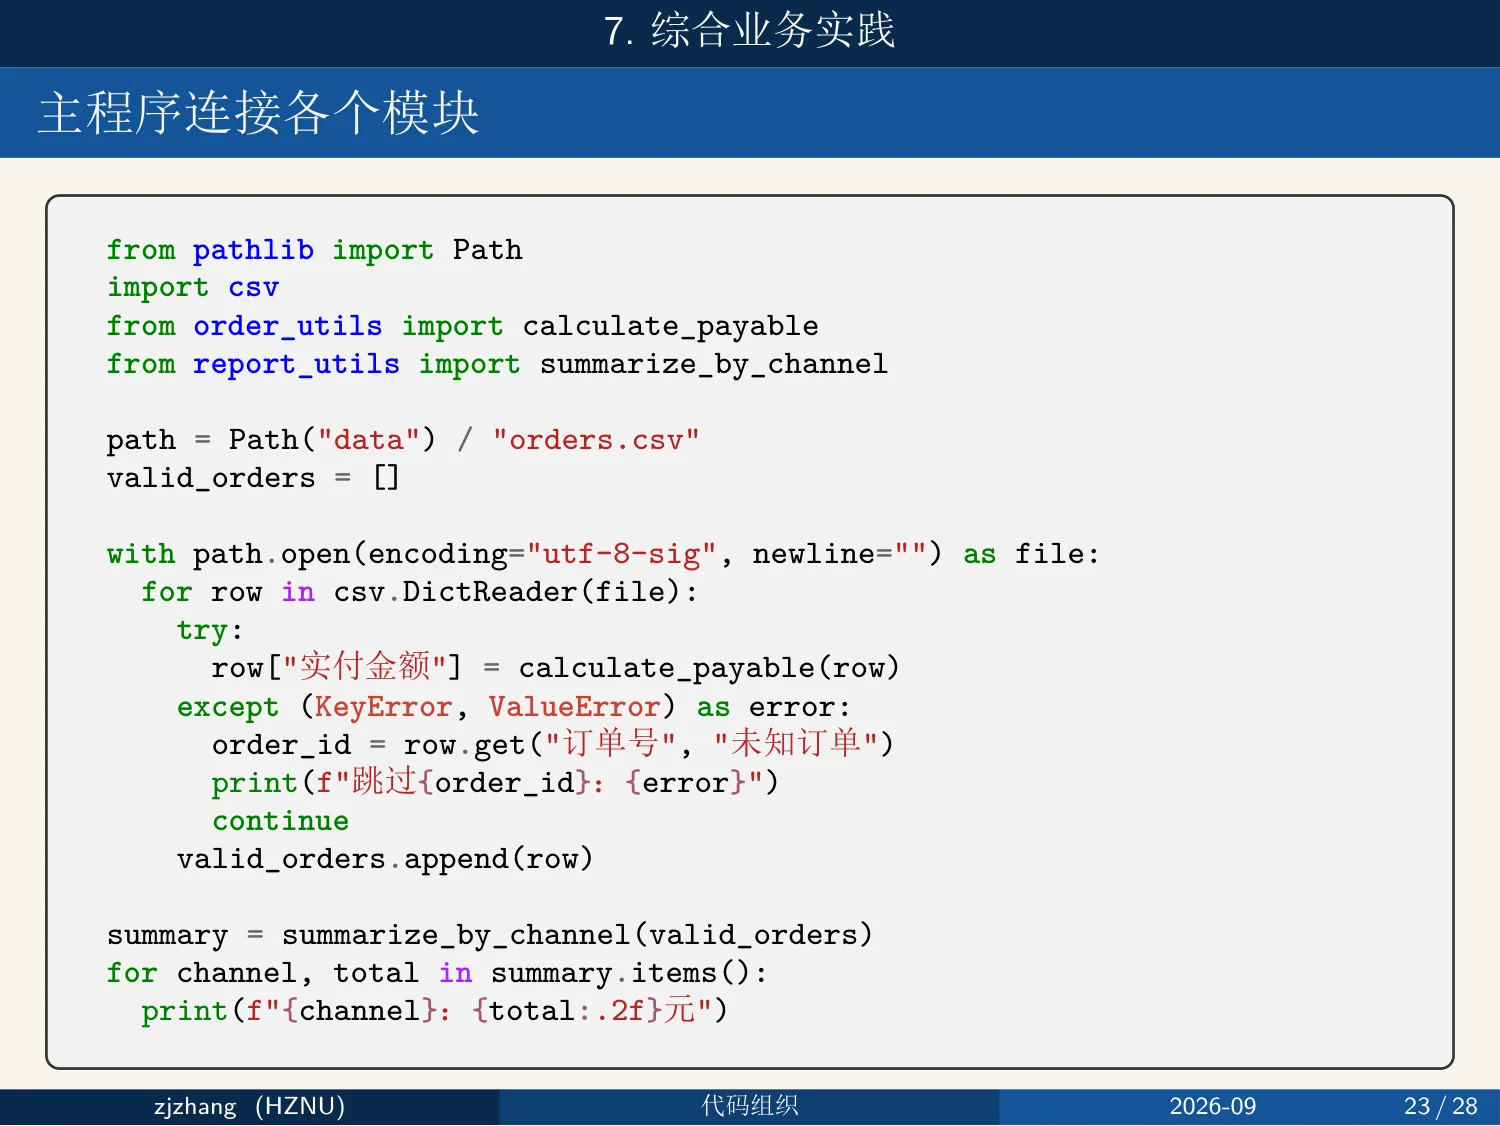 7. 综合业务实践
主程序连接各个模块
from pathlib import Path
import csv
from order_utils import calculate_payable
from report_utils import summarize_by_channel
path = Path("data") / "orders.csv"
valid_orders = []
with path.open(encoding="utf-8-sig", newline="") as file:
  for row in csv.DictReader(file):
    try:
      row["实付金额"] = calculate_payable(row)
    except (KeyError, ValueError) as error:
      order_id = row.get("订单号", "未知订单")
      print(f"跳过{order_id}：{error}")
      continue
    valid_orders.append(row)
summary = summarize_by_channel(valid_orders)
for channel, total in summary.items():
  print(f"{channel}：{total:.2f}元")
zjzhang (HZNU) 代码组织 2026-09 23 / 28